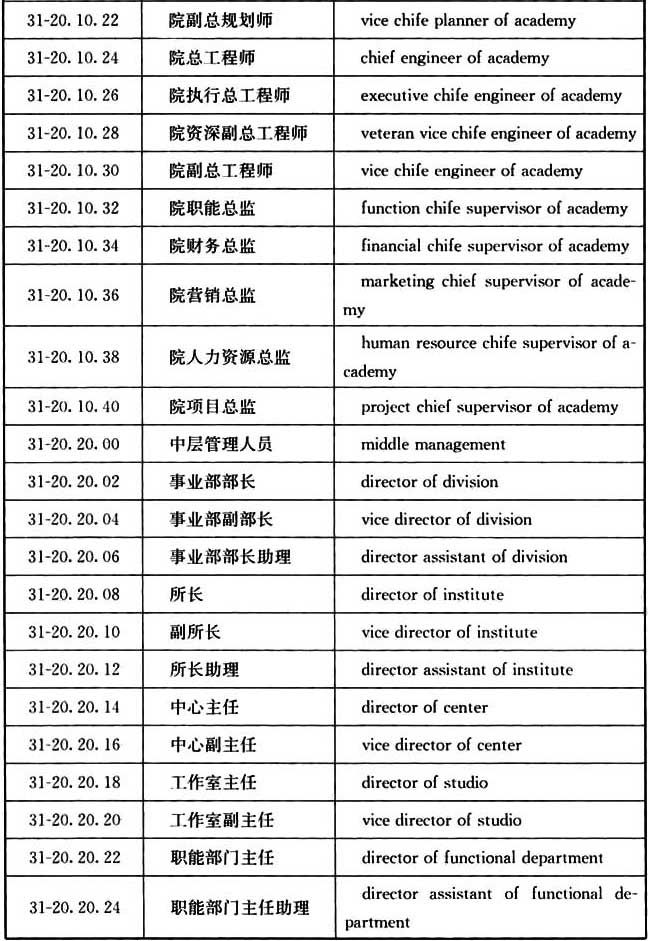 31-20.10.22 院副总规划师 vice chife planner of academy
31-20.10.24 院总工程师 chief engineer of academy
31-20.10.26 院执行总工程师 executive chife engineer of academy
31-20.10.28 院资深副总工程师 veteran vice chife engineer of academy
31-20.10.30 院副总工程师 vice chife engineer of academy
31-20.10.32 院职能总监 function chife supervisor of academy
31-20.10.34 院财务总监 financial chife supervisor of academy
31-20.10.36 院营销总监 marketing chief supervisor of acade-
my
31-20.10.38 院人力资源总监 human resource chife supervisor of a-
cademy
31-20.10.40 院项目总监 project chief supervisor of academy
31-20.20.00 中层管理人员 middle management
31-20.20.02 事业部部长 director of division
31-20.20.04 事业部副部长 vice director of division
31-20.20.06 事业部部长助理 director assistant of division
31-20.20.08 所长 director of institute
31-20.20.10 副所长 vice director of institute
31-20.20.12 所长助理 director assistant of institute
31-20.20.14 中心主任 director of center
31-20.20.16 中心副主任 vice director of center
31-20.20.18 工作室主任 director of studio
31-20.20.20 工作室副主任 vice director of studio
31-20.20.22 职能部门主任 director of functional department
31-20.20.24 职能部门主任助理 director assistant of functional de-
partment